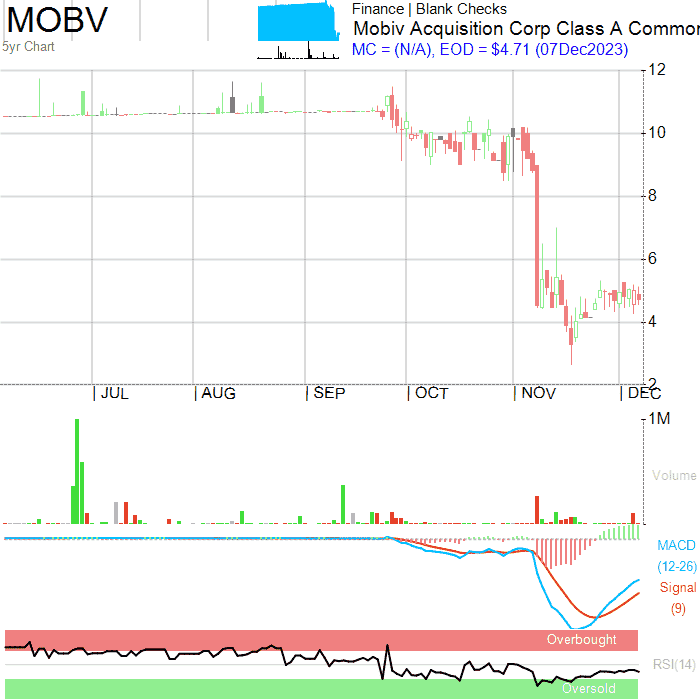 MOBV
5yr Chart
Finance | Blank Checks
Mobiv Acquisition Corp Class A Common
MC = (N/A), EOD = $4.71 (07Dec2023)
12
10
8
6
4
2
JUL AUG SEP OCT NOV DEC
1M
Volume
MACD
(12-26)
Signal
(9)
Overbought
RSI(14)
Oversold